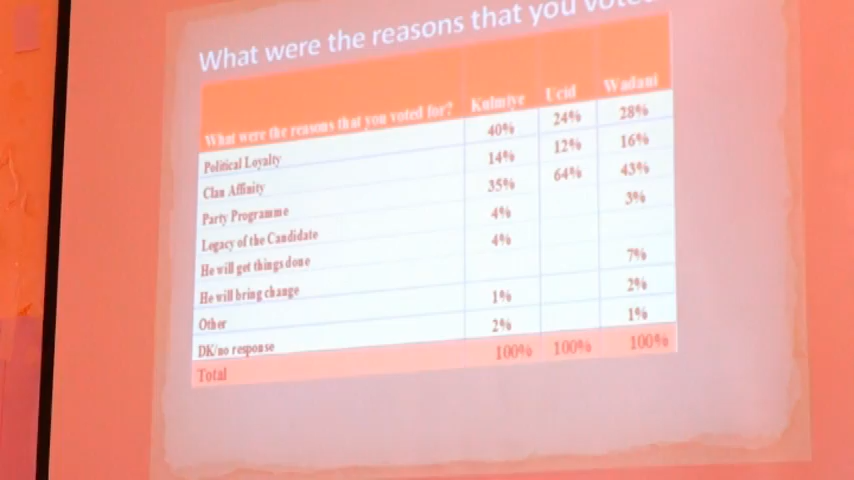 What were the reasons that you
What were the reasons that you voted for? Kulmiye Ucid Wadani
Political Loyalty 40% 24% 28%
Clan Affinity 14% 12% 16%
Party Programme 35% 64% 43%
Legacy of the Candidate 4% 3%
He will get things done 4%
He will bring change 7%
Other 1% 2%
DK/no response 2% 1%
Total 100% 100% 100%